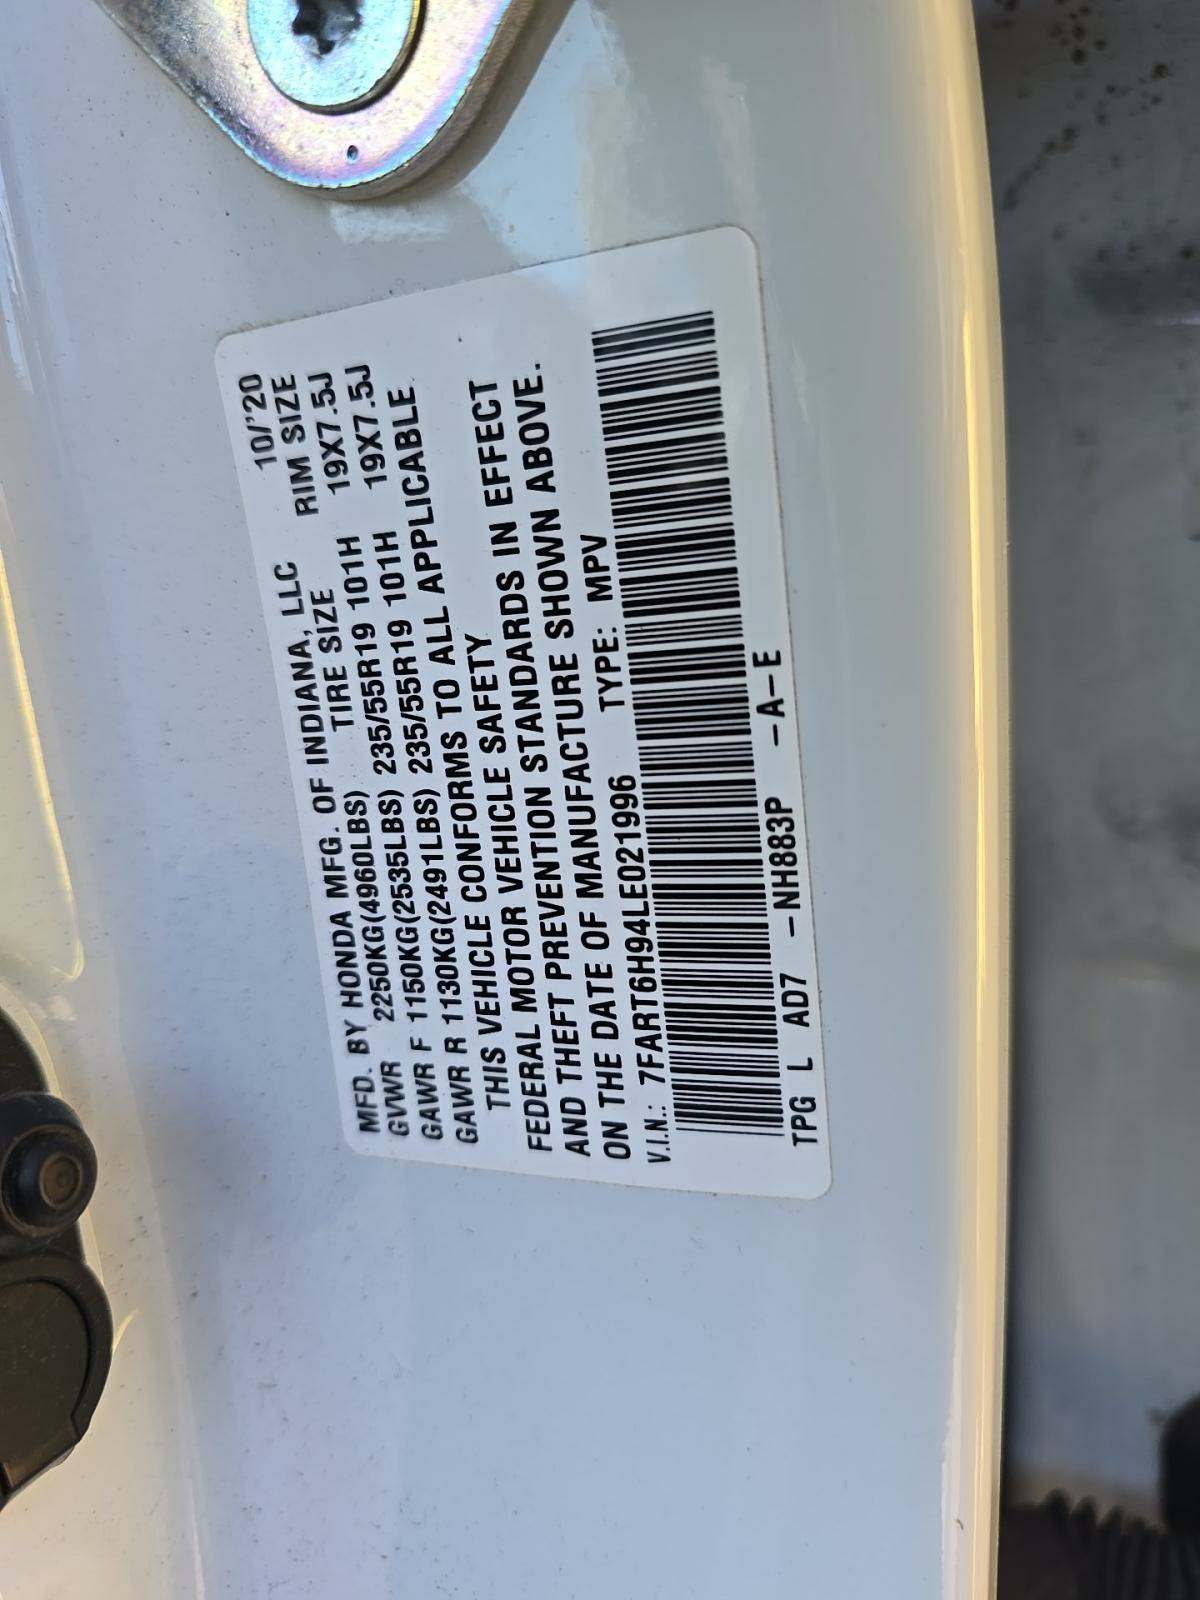 MFD. BY HONDA MFG. OF INDIANA, LLC 10/'20
GVWR 2250KG(4960LBS) TIRE SIZE RIM SIZE
GAWR F 1150KG(2535LBS) 235/55R19 101H 19X7.5J
GAWR R 1130KG(2491LBS) 235/55R19 101H 19X7.5J
THIS VEHICLE CONFORMS TO ALL APPLICABLE
FEDERAL MOTOR VEHICLE SAFETY
AND THEFT PREVENTION STANDARDS IN EFFECT
ON THE DATE OF MANUFACTURE SHOWN ABOVE.
V.I.N.: 7FART6H94LE021996 TYPE: MPV
TPG L AD7 -NH883P -A-E